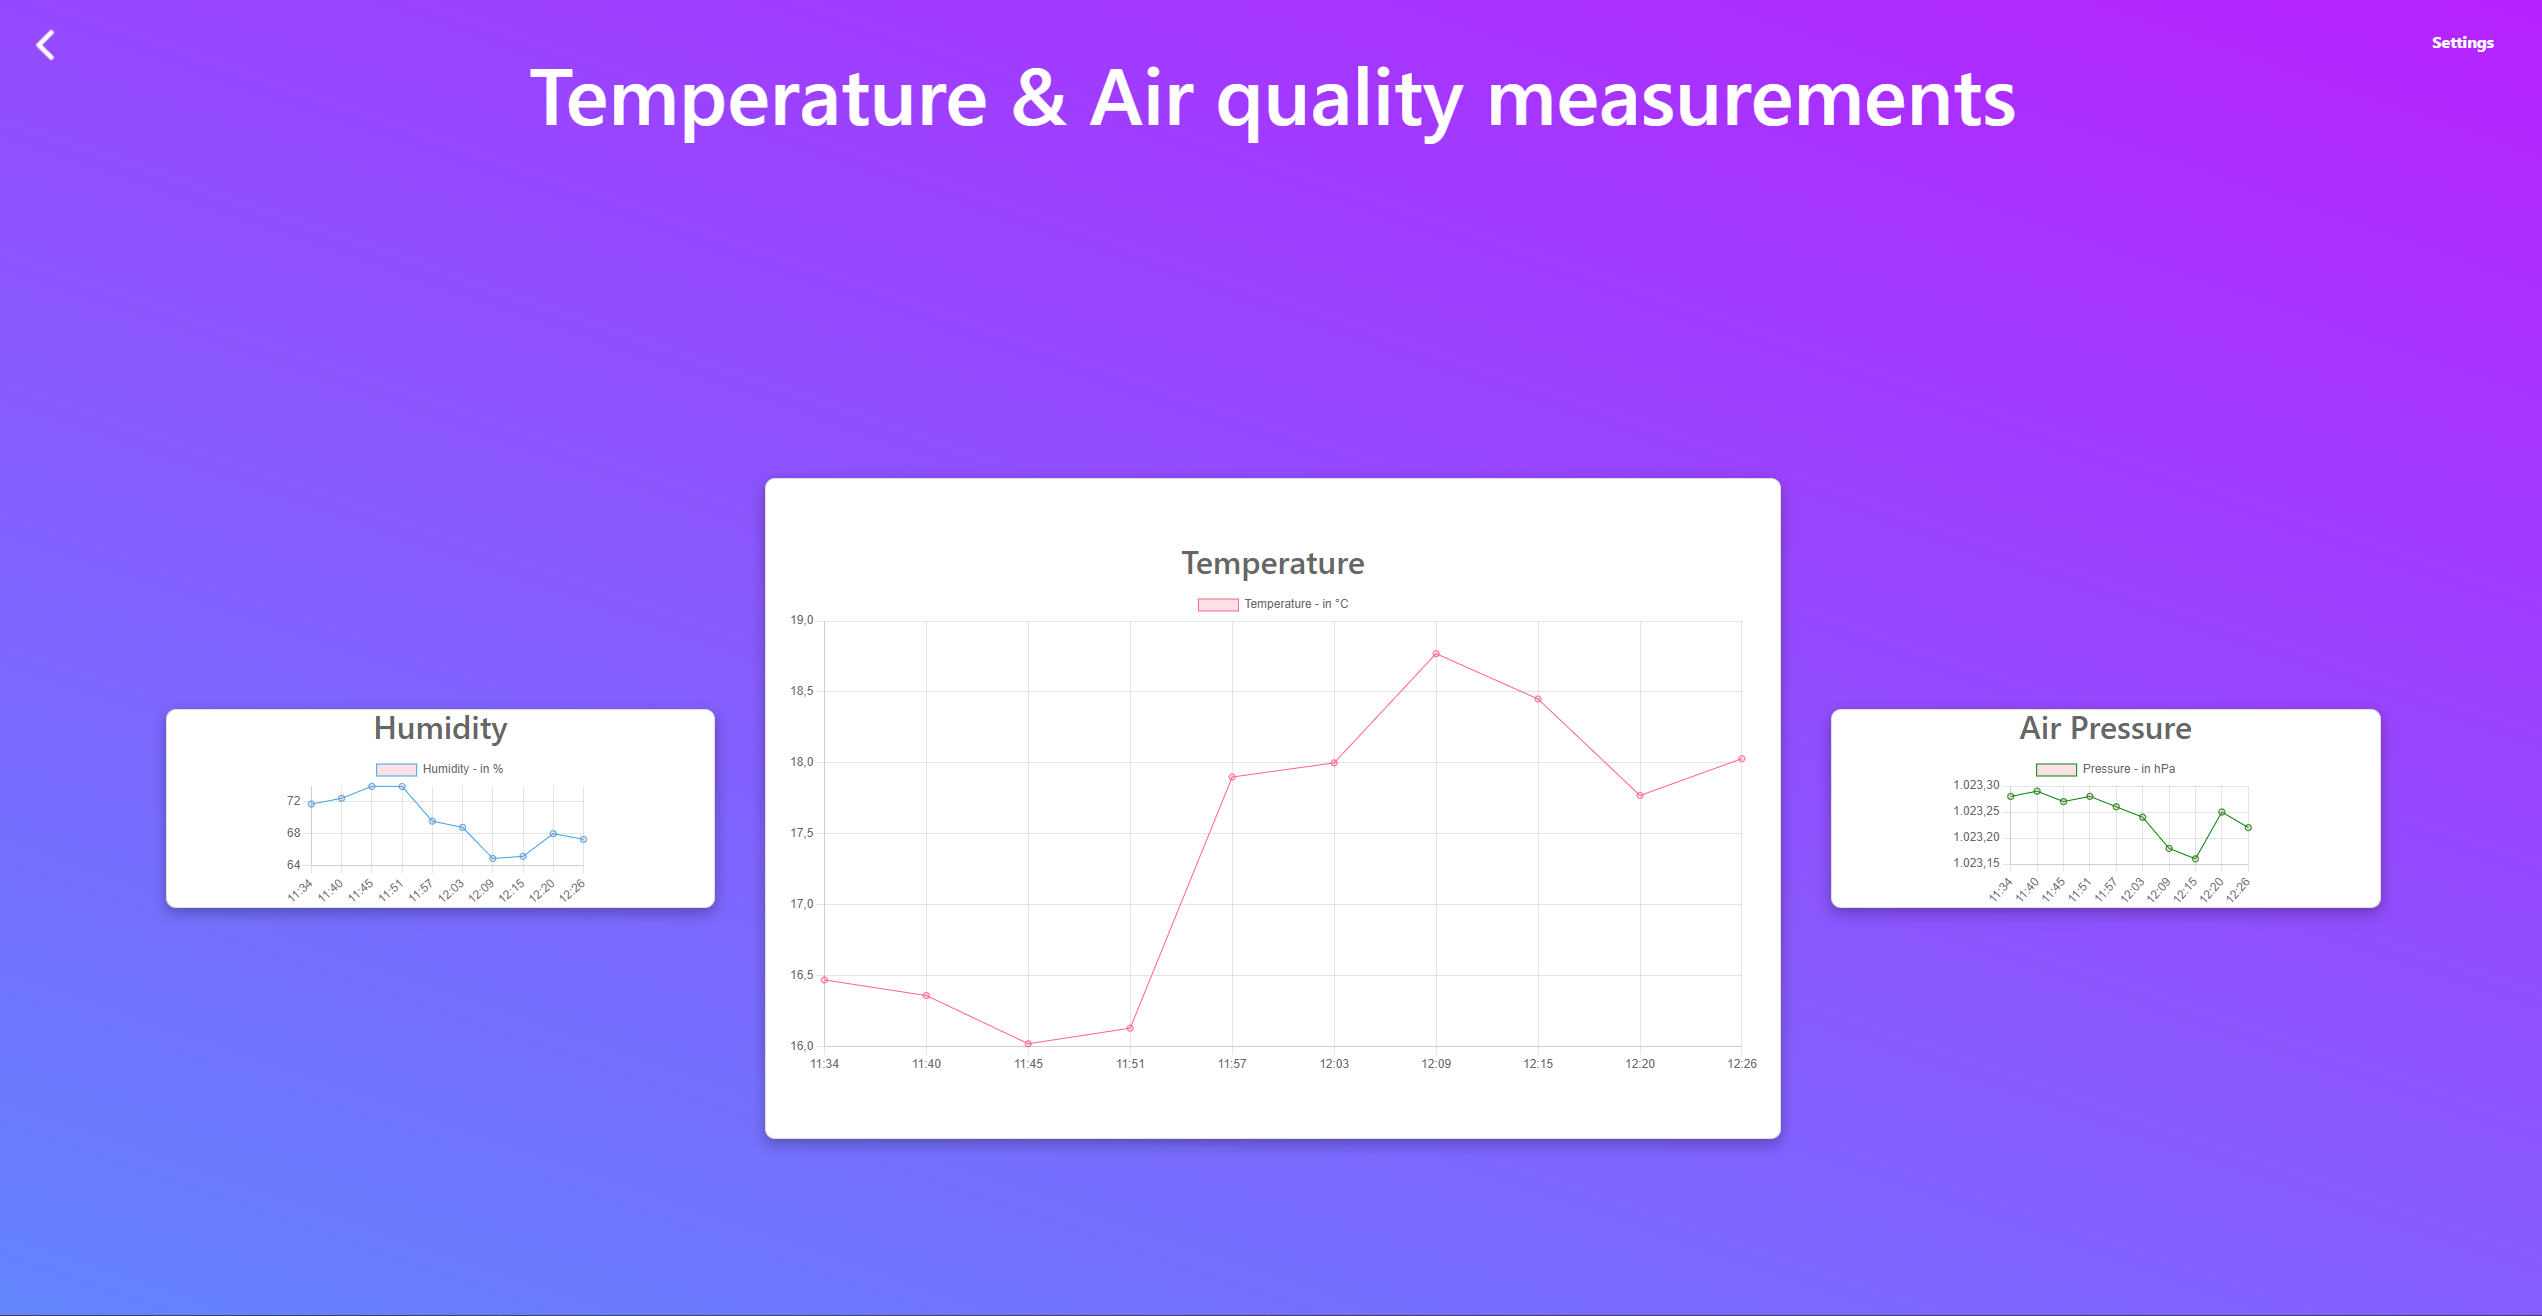 Settings
Temperature & Air quality measurements
Humidity
Humidity - in %
72
68
64
11:34 11:40 11:45 11:51 11:57 12:03 12:09 12:15 12:20 12:26
Temperature
Temperature - in °C
19,0
18,5
18,0
17,5
17,0
16,5
16,0
11:34 11:40 11:45 11:51 11:57 12:03 12:09 12:15 12:20 12:26
Air Pressure
Pressure - in hPa
1.023,30
1.023,25
1.023,20
1.023,15
11:34 11:40 11:45 11:51 11:57 12:03 12:09 12:15 12:20 12:26